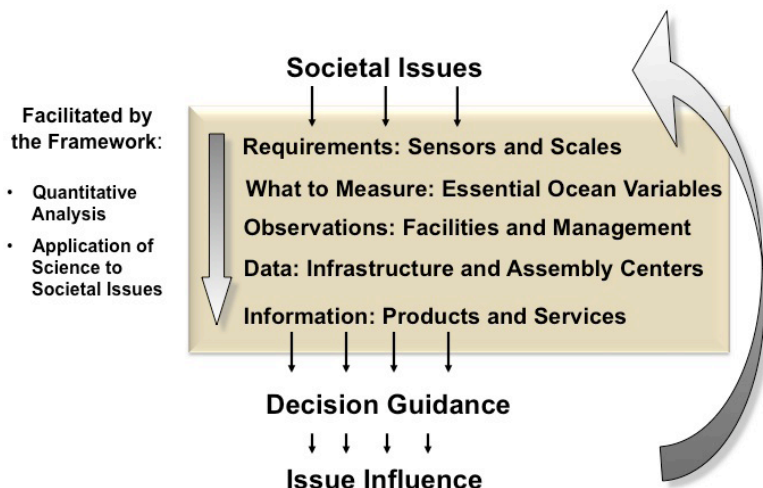 Societal Issues
Facilitated by
the Framework:
• Quantitative
Analysis
• Application of
Science to
Societal Issues
Requirements: Sensors and Scales
What to Measure: Essential Ocean Variables
Observations: Facilities and Management
Data: Infrastructure and Assembly Centers
Information: Products and Services
Decision Guidance
Issue Influence